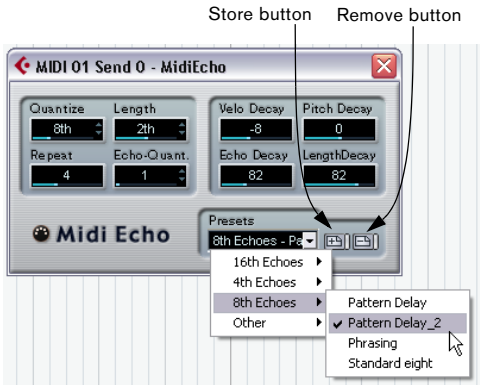 Store button Remove button
MIDI 01 Send 0 - MidiEcho
Quantize Length Velo Decay Pitch Decay
8th 2th -8 0
Repeat Echo-Quant. Echo Decay LengthDecay
4 1 82 82
Midi Echo
Presets
8th Echoes - Pa
16th Echoes
4th Echoes
8th Echoes Pattern Delay
Other Pattern Delay_2
Phrasing
Standard eight